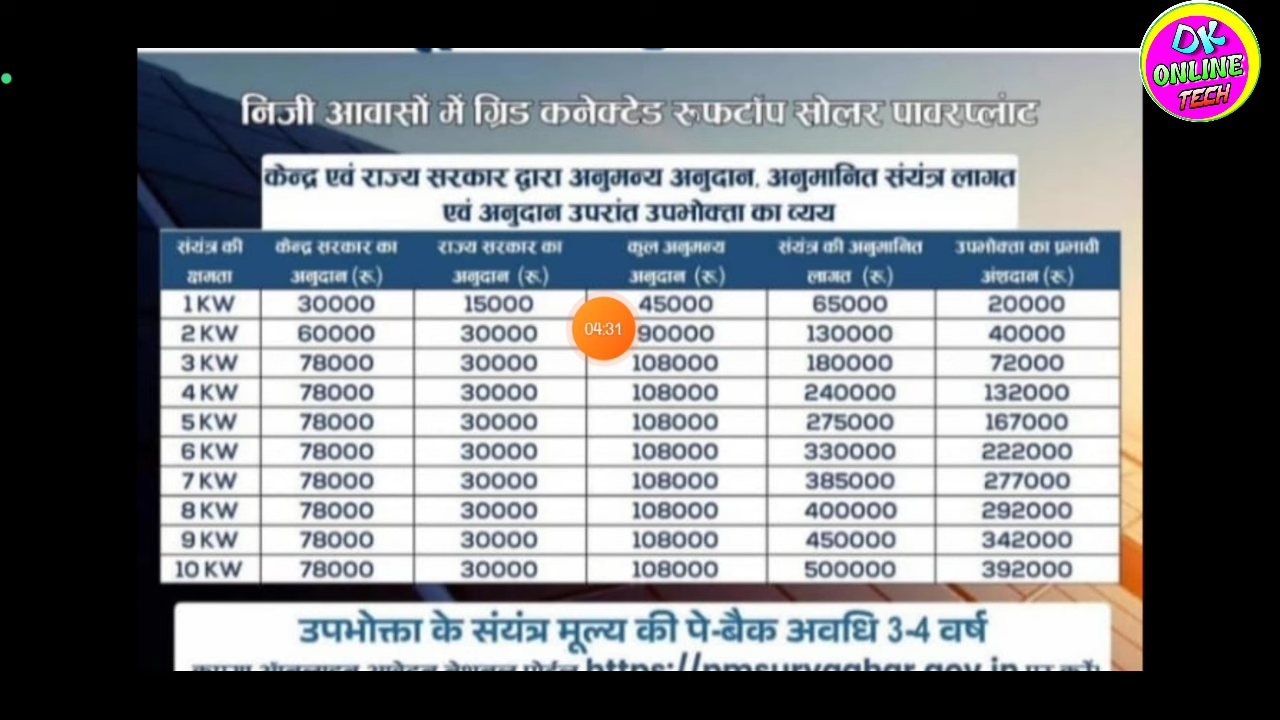 DK
ONLINE
TECH
निजी आवासों में ग्रिड कनेक्टेड रूफटॉप सोलर पावरप्लांट
केन्द्र एवं राज्य सरकार द्वारा अनुमन्य अनुदान, अनुमानित संयंत्र लागत
एवं अनुदान उपरांत उपभोक्ता का व्यय
संयंत्र की क्षमता केन्द्र सरकार का अनुदान (रू.) राज्य सरकार का अनुदान (रू.) कुल अनुमन्य अनुदान (रू.) संयंत्र की अनुमानित लागत (रू.) उपभोक्ता का प्रभावी अंशदान (रू.)
1 KW 30000 15000 45000 65000 20000
2 KW 60000 30000 90000 130000 40000
04:31
3 KW 78000 30000 108000 180000 72000
4 KW 78000 30000 108000 240000 132000
5 KW 78000 30000 108000 275000 167000
6 KW 78000 30000 108000 330000 222000
7 KW 78000 30000 108000 385000 277000
8 KW 78000 30000 108000 400000 292000
9 KW 78000 30000 108000 450000 342000
10 KW 78000 30000 108000 500000 392000
उपभोक्ता के संयंत्र मूल्य की पे-बैक अवधि 3-4 वर्ष
https://pmsuryaghar.gov.in पर करें।